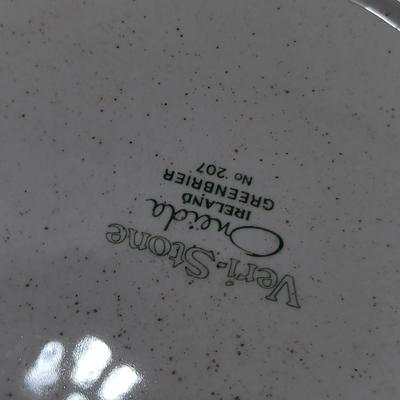 Veri-Stone
Oneida
IRELAND
GREENBRIER
No 207